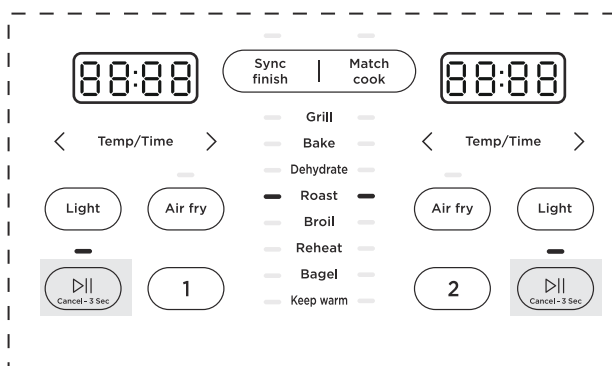 88:88
Sync finish
Match cook
88:88
Temp/Time
Temp/Time
Grill
Bake
Dehydrate
Roast
Broil
Reheat
Bagel
Keep warm
Light
Air fry
Air fry
Light
Cancel - 3 Sec
1
2
Cancel - 3 Sec